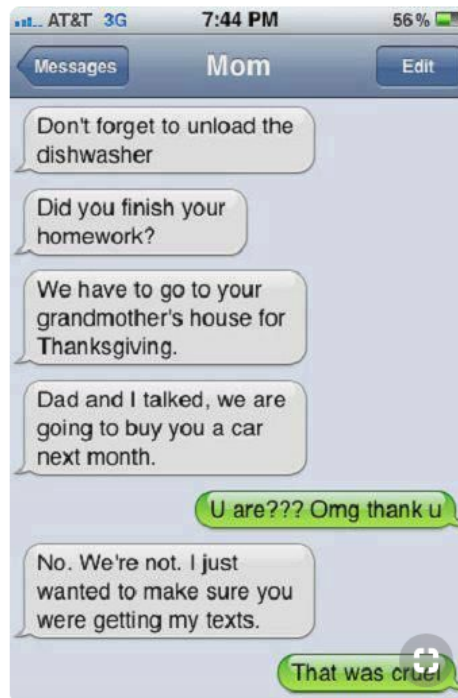 AT&T 3G 7:44 PM 56%
Messages Mom Edit
Don't forget to unload the
dishwasher
Did you finish your
homework?
We have to go to your
grandmother's house for
Thanksgiving.
Dad and I talked, we are
going to buy you a car
next month.
U are??? Omg thank u
No. We're not. I just
wanted to make sure you
were getting my texts.
That was cruel